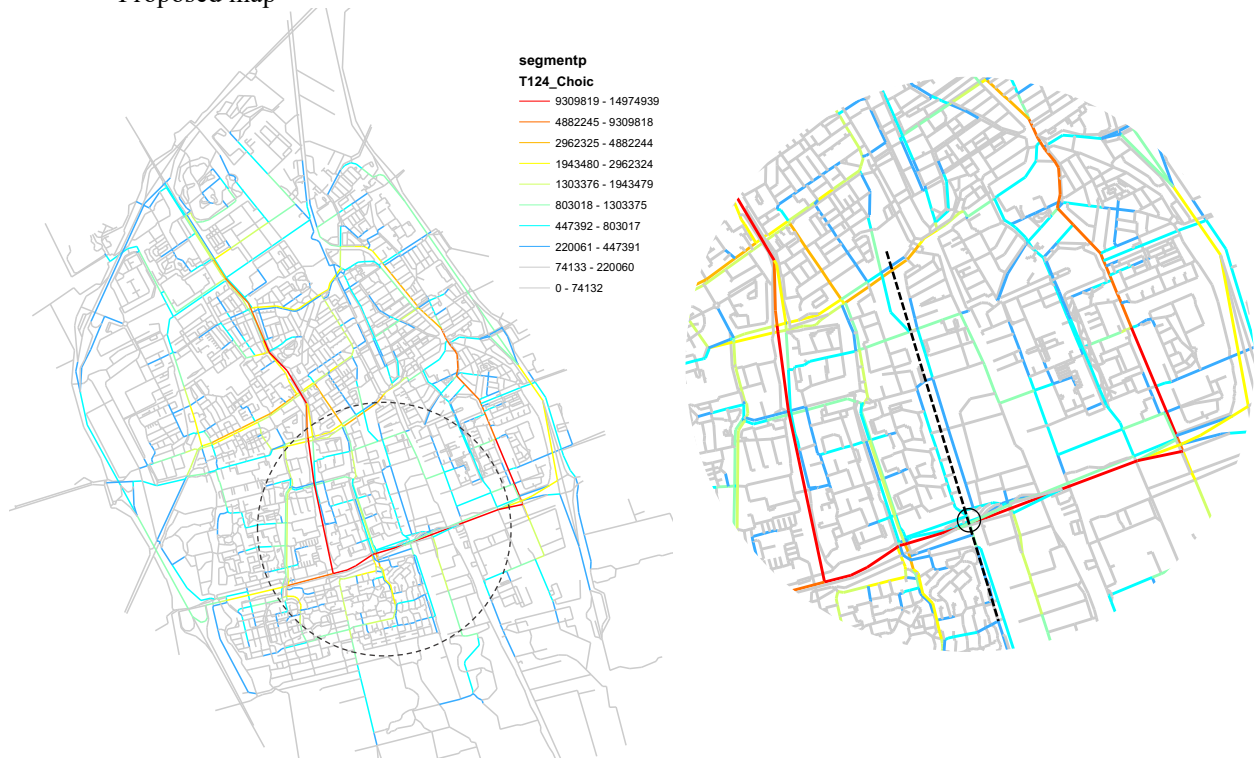 Proposed map
segmentp
T124_Choic
9309819 - 14974939
4882245 - 9309818
2962325 - 4882244
1943480 - 2962324
1303376 - 1943479
803018 - 1303375
447392 - 803017
220061 - 447391
74133 - 220060
0 - 74132